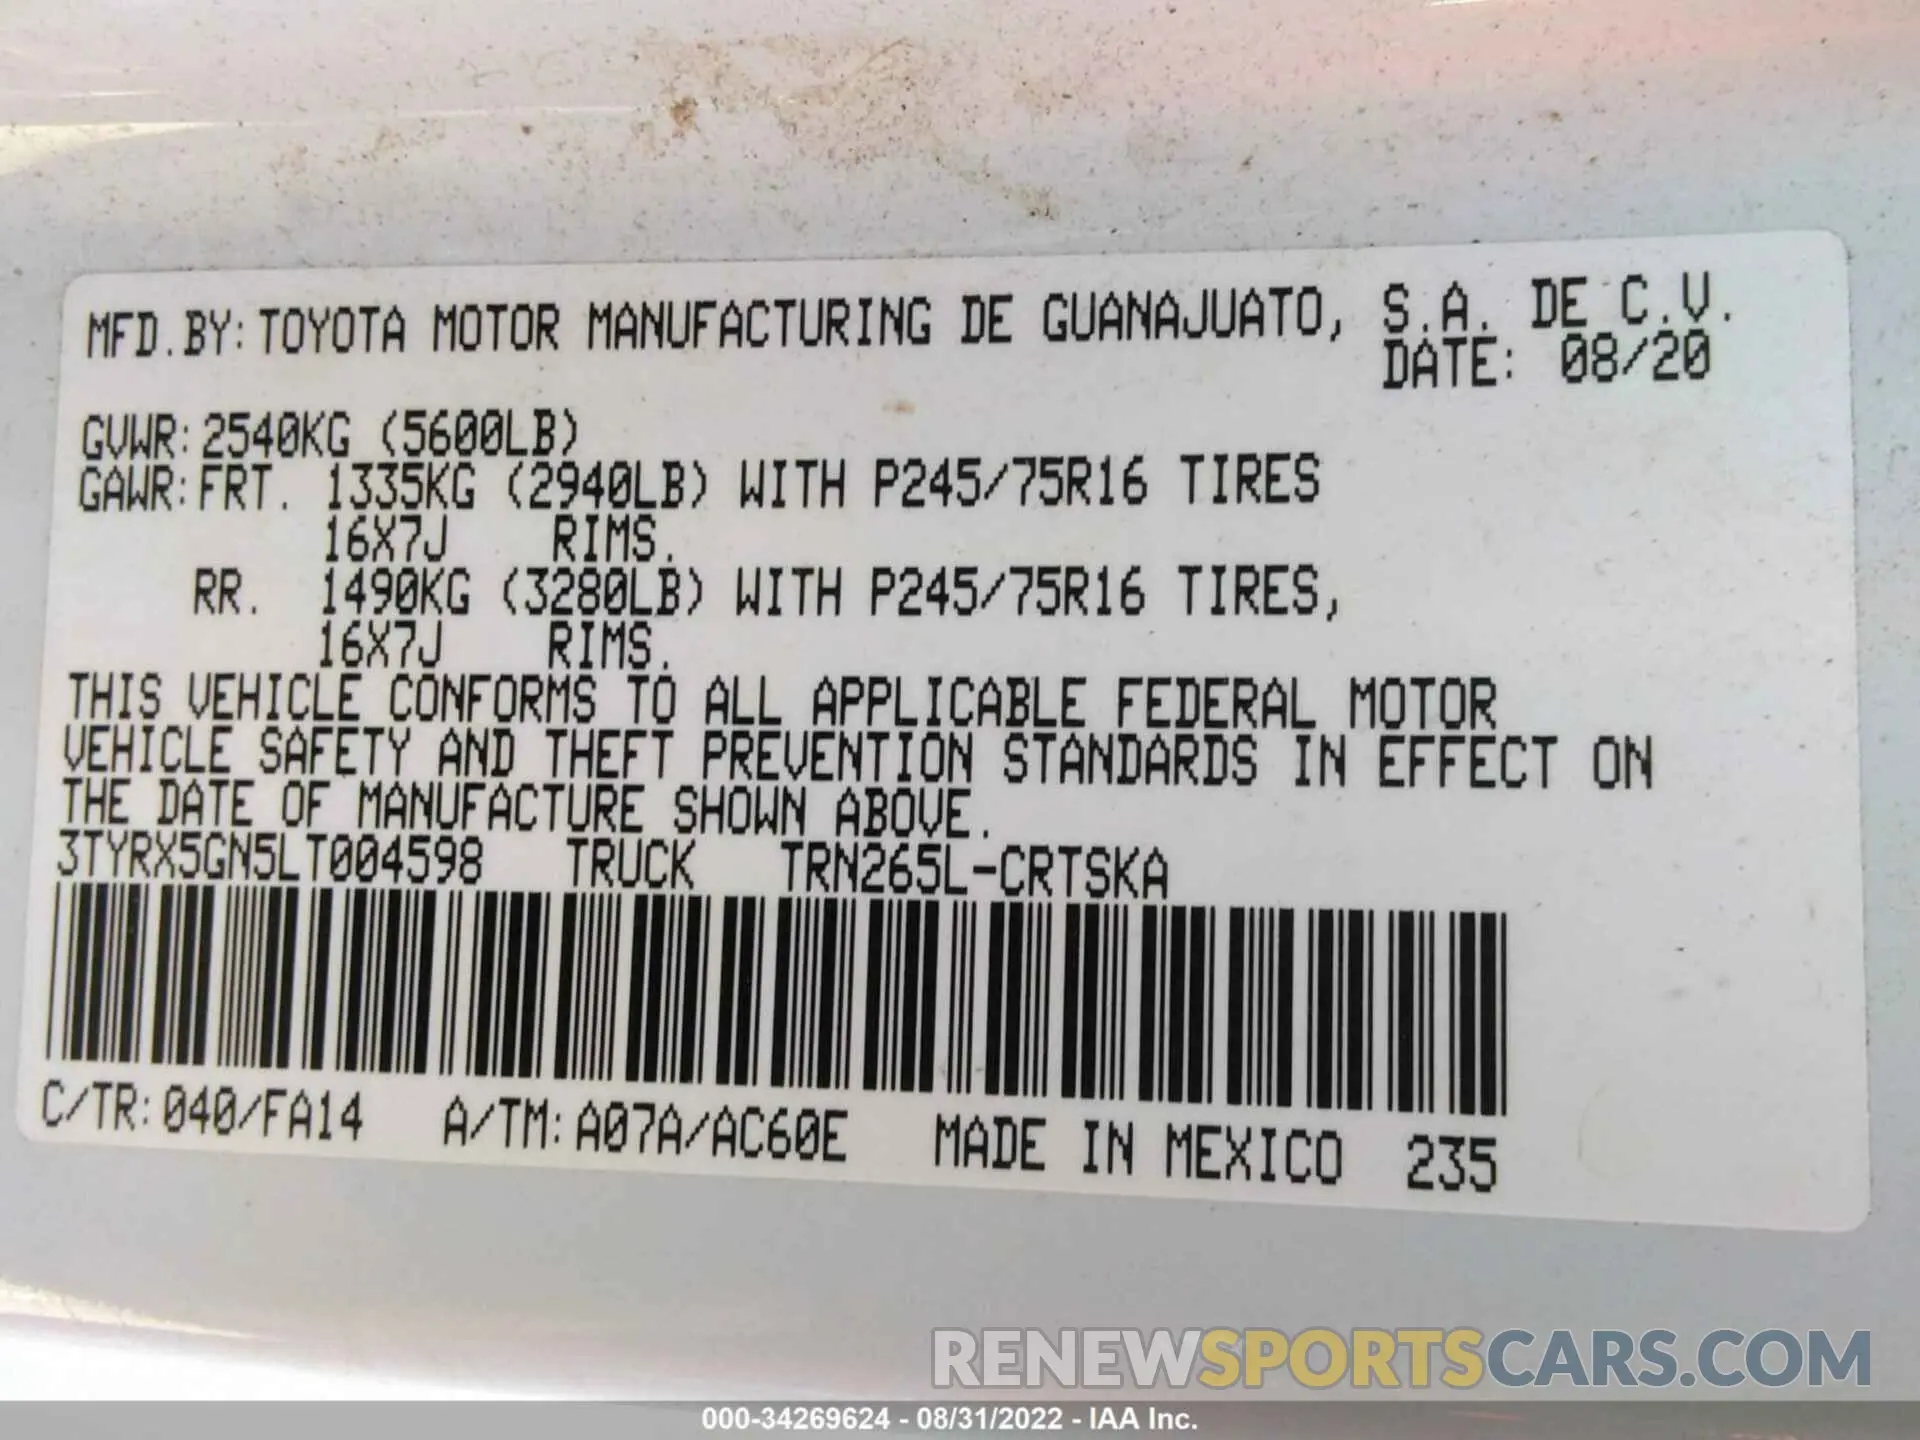 MFD.BY:TOYOTA MOTOR MANUFACTURING DE GUANAJUATO, S.A. DE C.V.
DATE: 08/20
GVWR:2540KG (5600LB)
GAWR:FRT. 1335KG (2940LB) WITH P245/75R16 TIRES
16X7J RIMS.
RR. 1490KG (3280LB) WITH P245/75R16 TIRES,
16X7J RIMS.
THIS VEHICLE CONFORMS TO ALL APPLICABLE FEDERAL MOTOR
VEHICLE SAFETY AND THEFT PREVENTION STANDARDS IN EFFECT ON
THE DATE OF MANUFACTURE SHOWN ABOVE.
3TYRX5GN5LT004598 TRUCK TRN265L-CRTSKA
C/TR:040/FA14 A/TM:A07A/AC60E MADE IN MEXICO 235
RENEWSPORTSCARS.COM
000-34269624 - 08/31/2022 - IAA Inc.